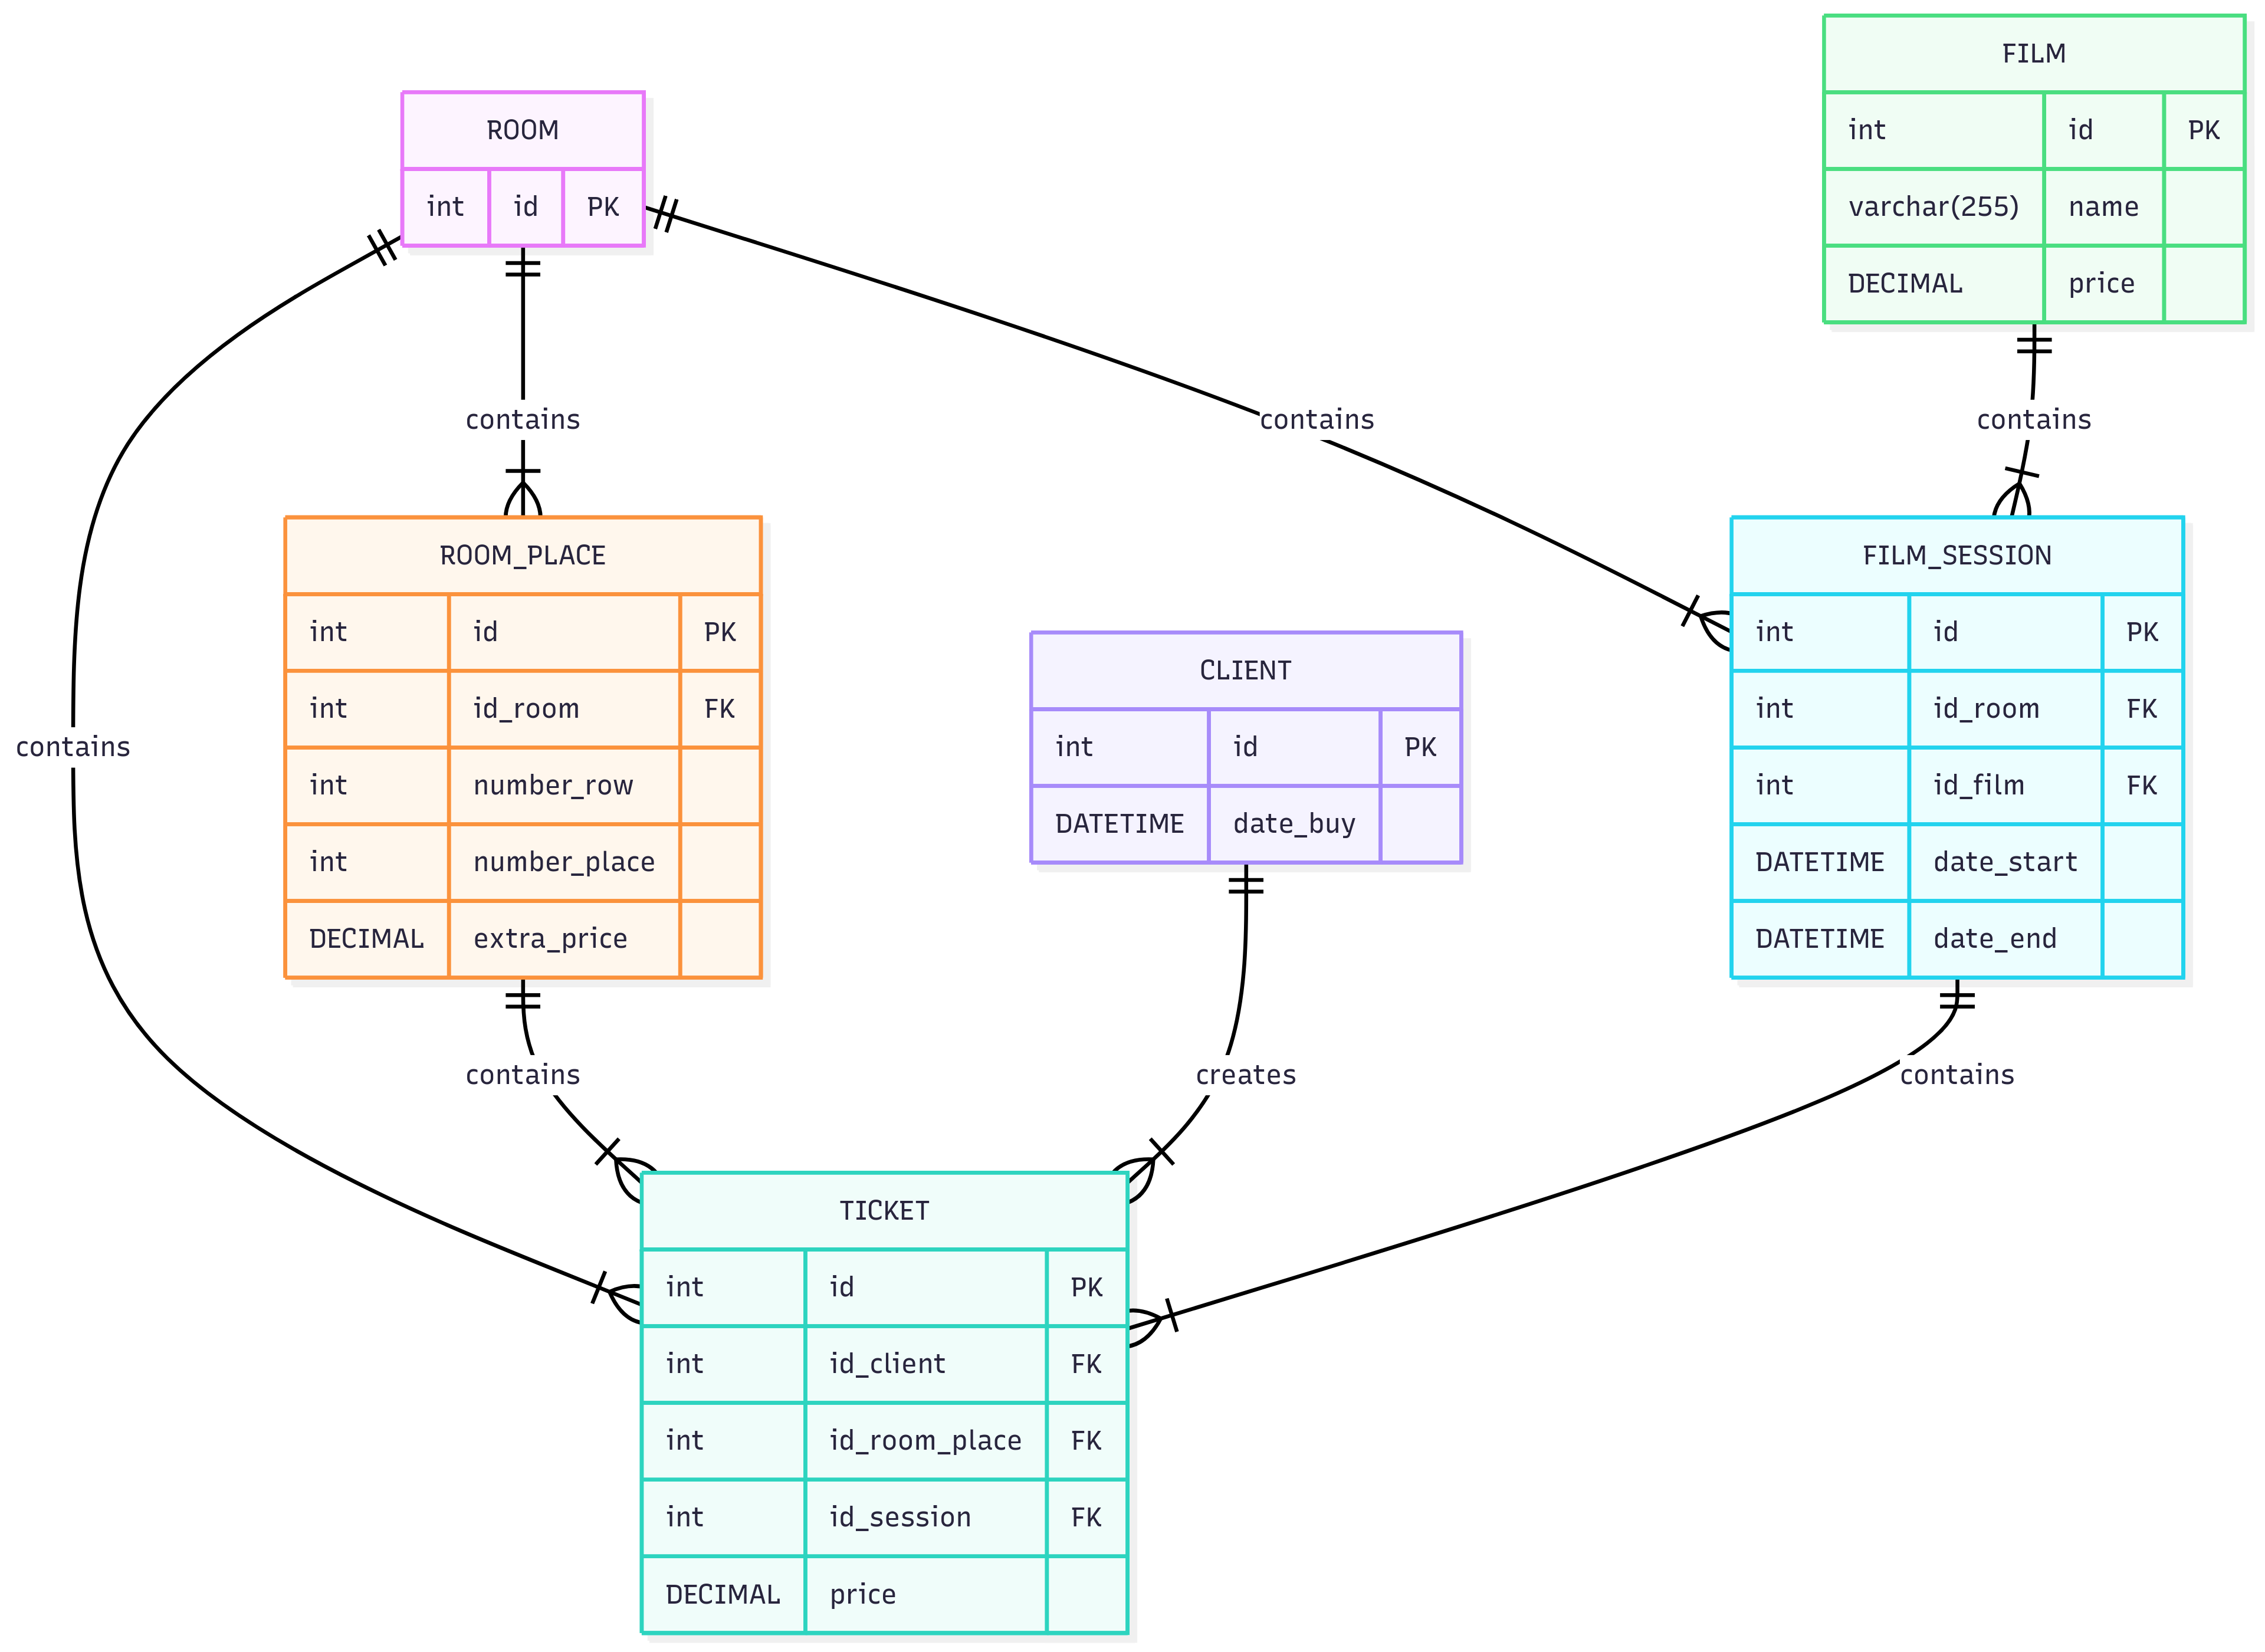 FILM
int id PK
varchar(255) name
DECIMAL price
ROOM
int id PK
contains
contains
contains
contains
ROOM_PLACE
int id PK
int id_room FK
int number_row
int number_place
DECIMAL extra_price
CLIENT
int id PK
DATETIME date_buy
FILM_SESSION
int id PK
int id_room FK
int id_film FK
DATETIME date_start
DATETIME date_end
contains
creates
contains
TICKET
int id PK
int id_client FK
int id_room_place FK
int id_session FK
DECIMAL price